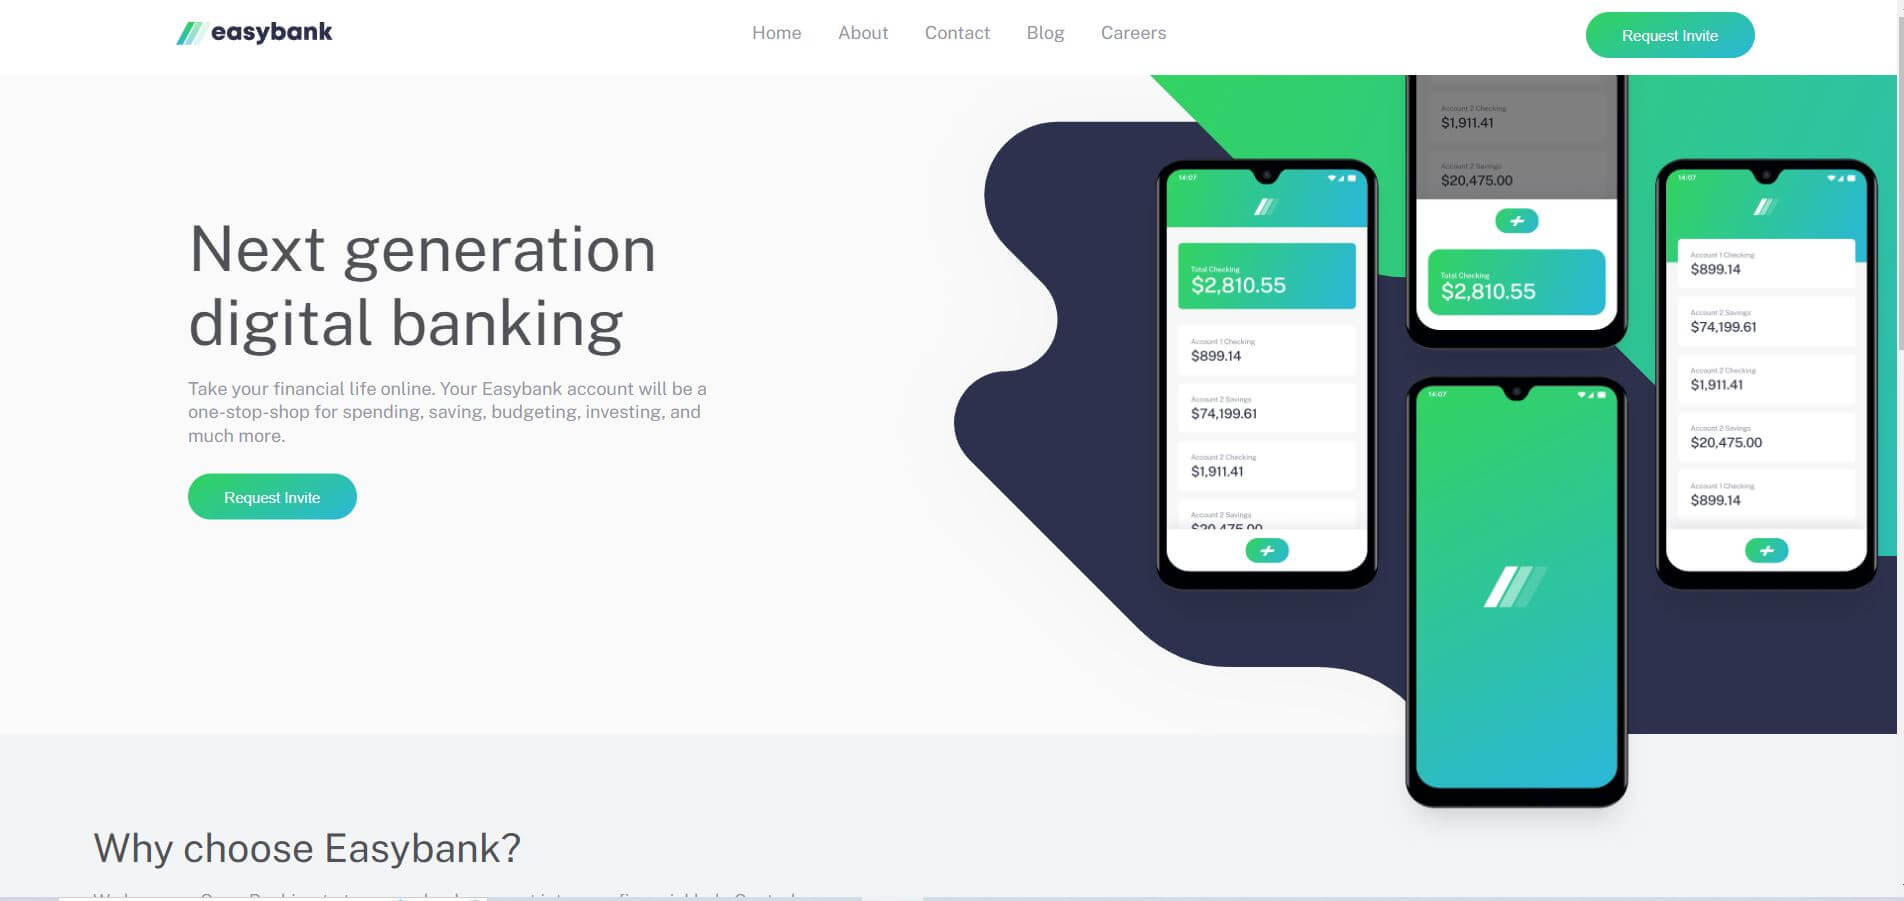 easybank
Home
About
Contact
Blog
Careers
Request Invite
Next generation
digital banking
Take your financial life online. Your Easybank account will be a
one-stop-shop for spending, saving, budgeting, investing, and
much more.
Request Invite
14:07
Total Checking
$2,810.55
Account 1 Checking
$899.14
Account 2 Savings
$74,199.61
Account 2 Checking
$1,911.41
Account 2 Savings
$20,475.00
Account 2 Checking
$1,911.41
Account 2 Savings
$20,475.00
Total Checking
$2,810.55
14:07
14:07
Account 1 Checking
$899.14
Account 2 Savings
$74,199.61
Account 2 Checking
$1,911.41
Account 2 Savings
$20,475.00
Account 1 Checking
$899.14
Why choose Easybank?